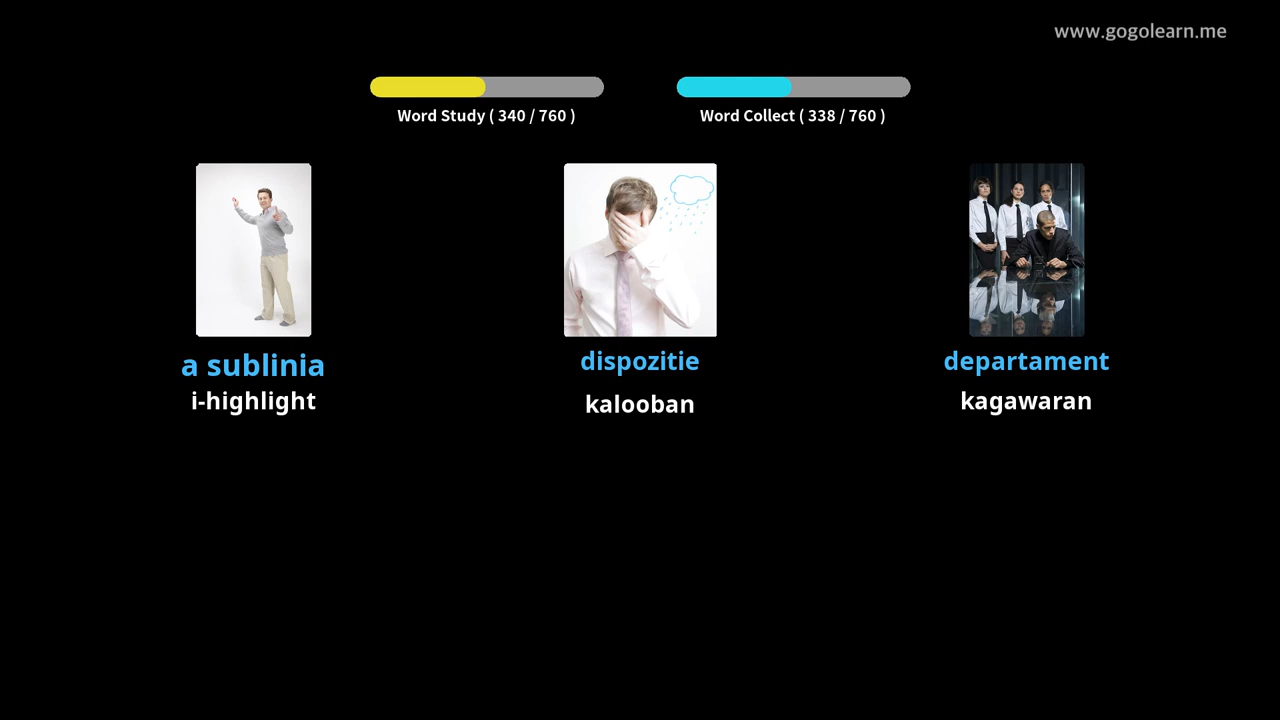 www.gogolearn.me
Word Study ( 340 / 760 )
Word Collect ( 338 / 760 )
a sublinia
i-highlight
dispozitie
kalooban
departament
kagawaran